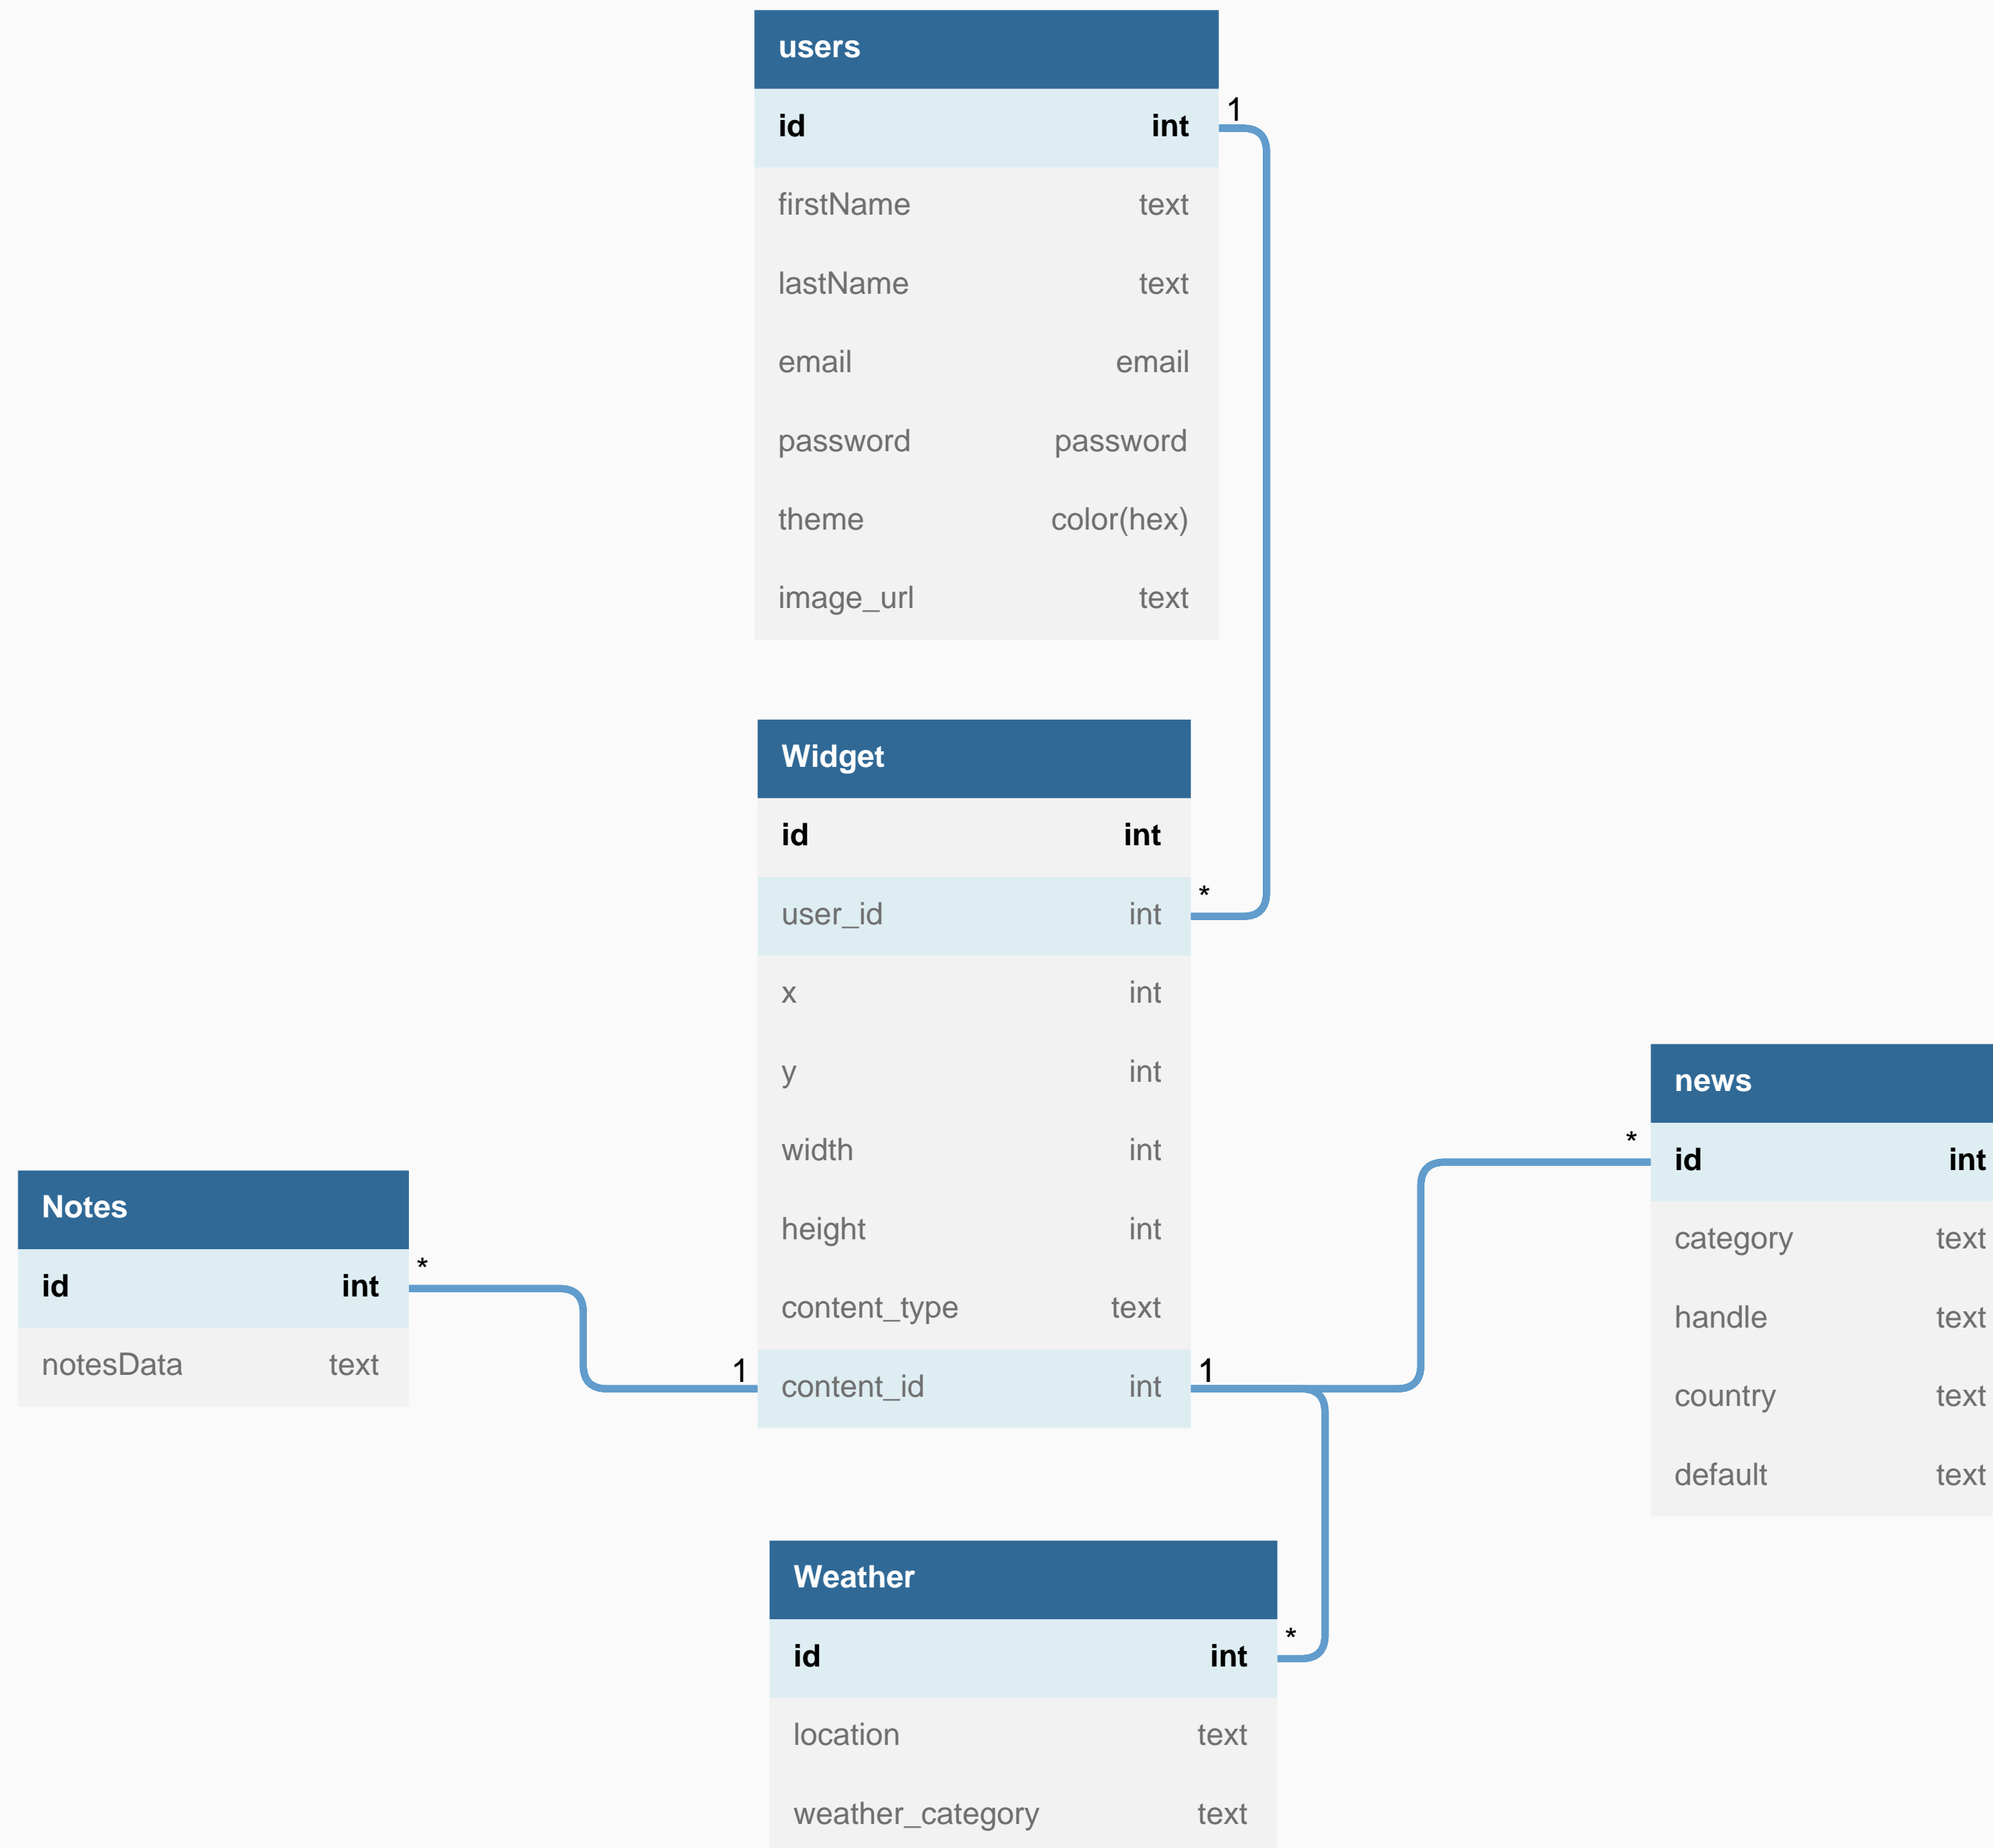 users
id int
firstName text
lastName text
email email
password password
theme color(hex)
image_url text
1
Widget
id int
user_id int
*
x int
y int
width int
height int
content_type text
1 content_id int 1
Notes
id int
*
notesData text
news
*
id int
category text
handle text
country text
default text
Weather
id int
*
location text
weather_category text